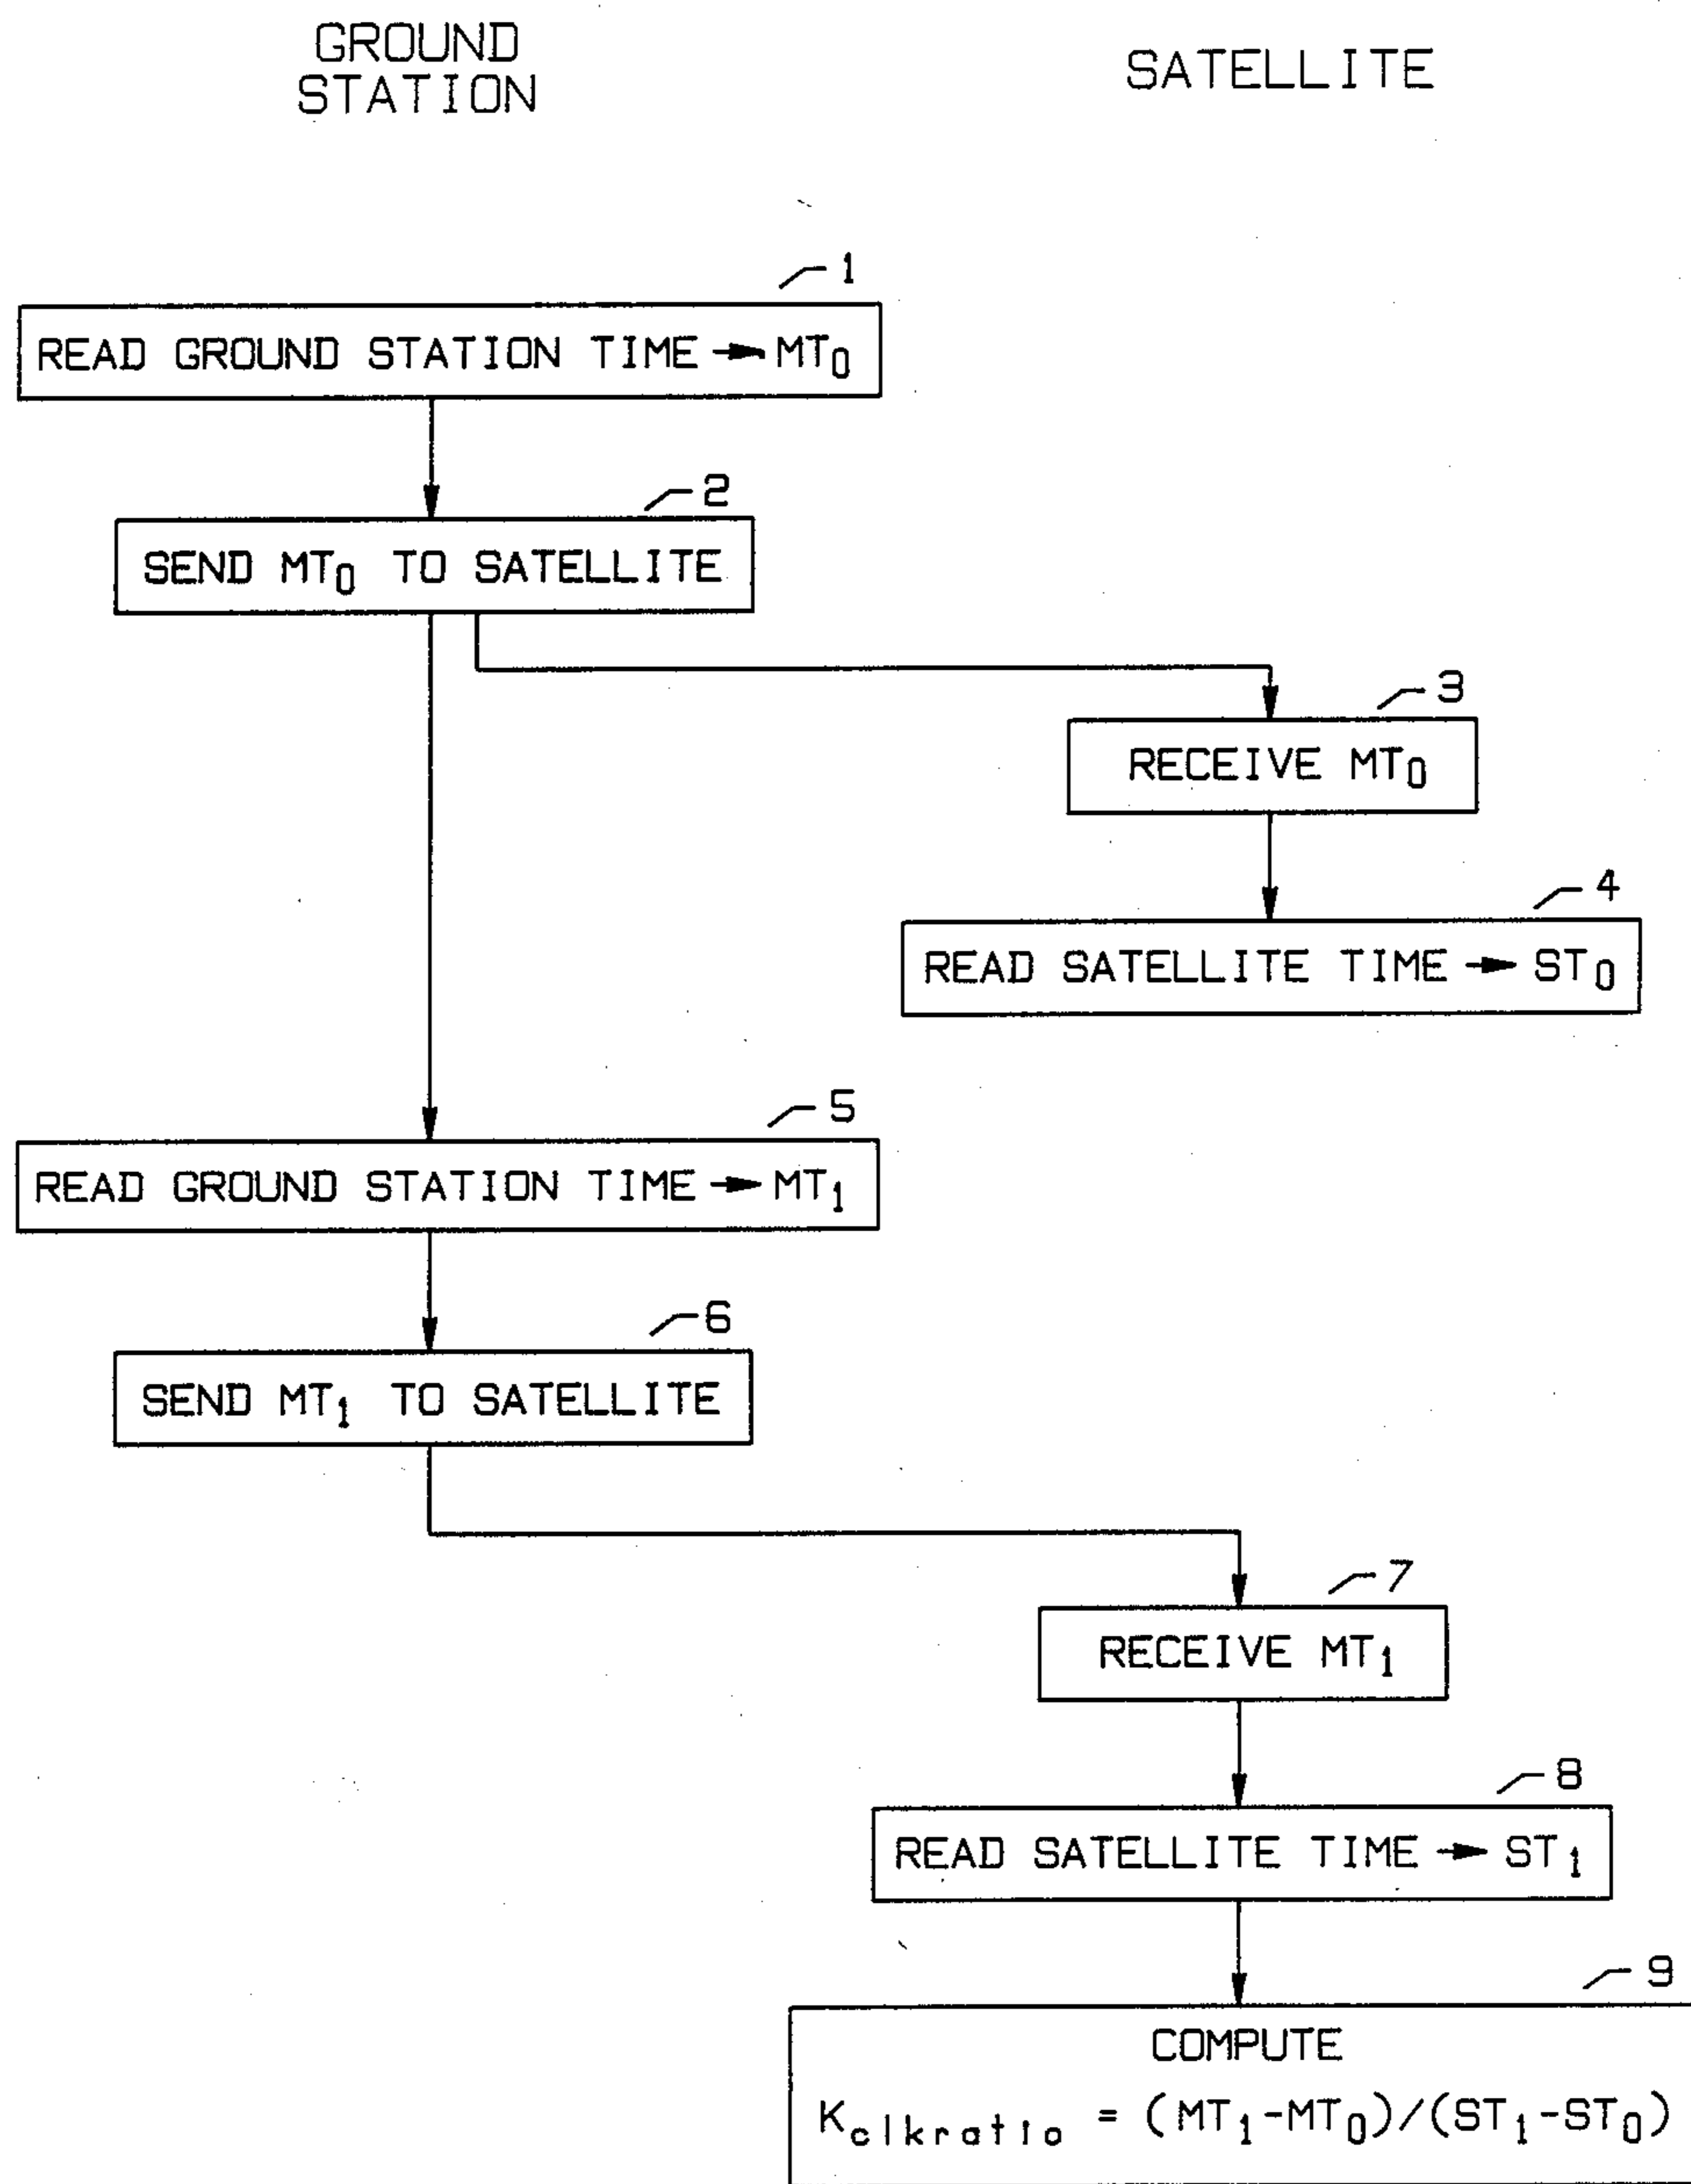 GROUND
STATION
SATELLITE
1
READ GROUND STATION TIME → MT₀
2
SEND MT₀ TO SATELLITE
3
RECEIVE MT₀
4
READ SATELLITE TIME → ST₀
5
READ GROUND STATION TIME → MT₁
6
SEND MT₁ TO SATELLITE
7
RECEIVE MT₁
8
READ SATELLITE TIME → ST₁
9
COMPUTE
K_clkratio = (MT₁-MT₀)/(ST₁-ST₀)